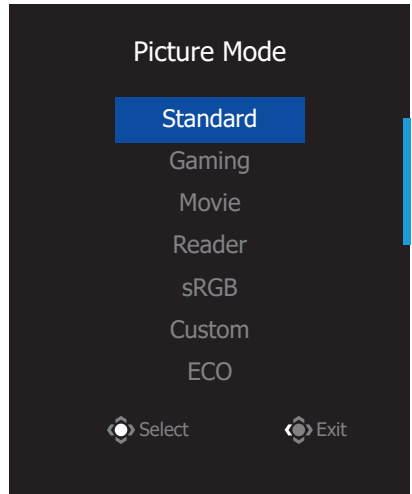 Picture Mode
Standard
Gaming
Movie
Reader
sRGB
Custom
ECO
Select Exit